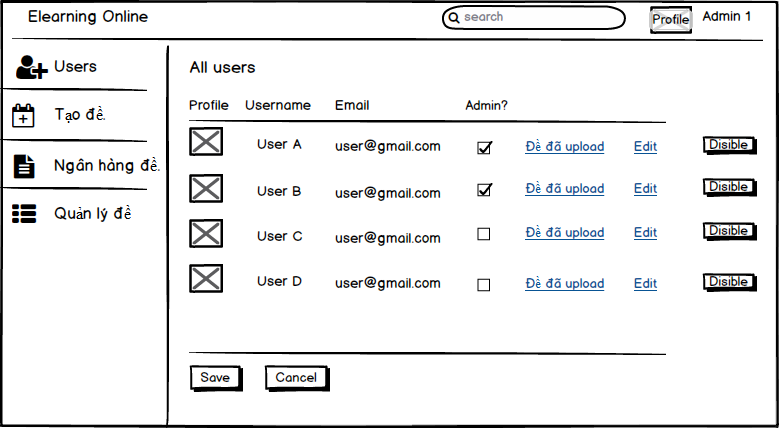 Elearning Online search Profile Admin 1
Users
Tạo đề.
Ngân hàng đề.
Quản lý đề
All users
Profile Username Email Admin?
User A user@gmail.com Đề đã upload Edit Disible
User B user@gmail.com Đề đã upload Edit Disible
User C user@gmail.com Đề đã upload Edit Disible
User D user@gmail.com Đề đã upload Edit Disible
Save Cancel